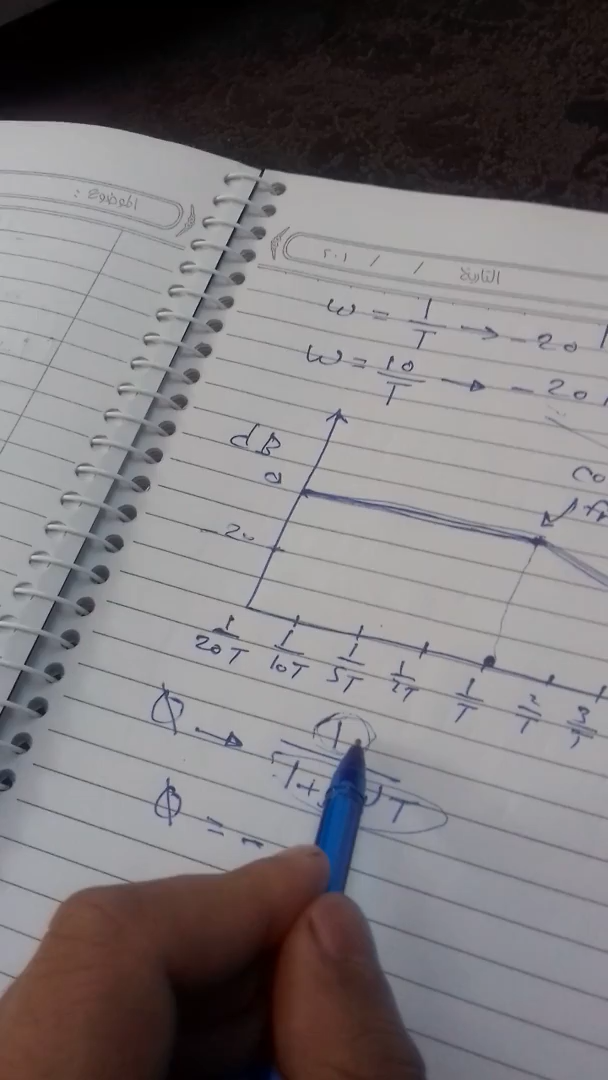 الموضوع :
التاريخ / / ٢٠١
ω = 1/T → -20 1
ω = 10/T → -20
dB
0
-20
1/20T 1/10T 1/5T 1/2T 1/T 2/T 3/T
Φ → 1 / 1+ T
Φ = -